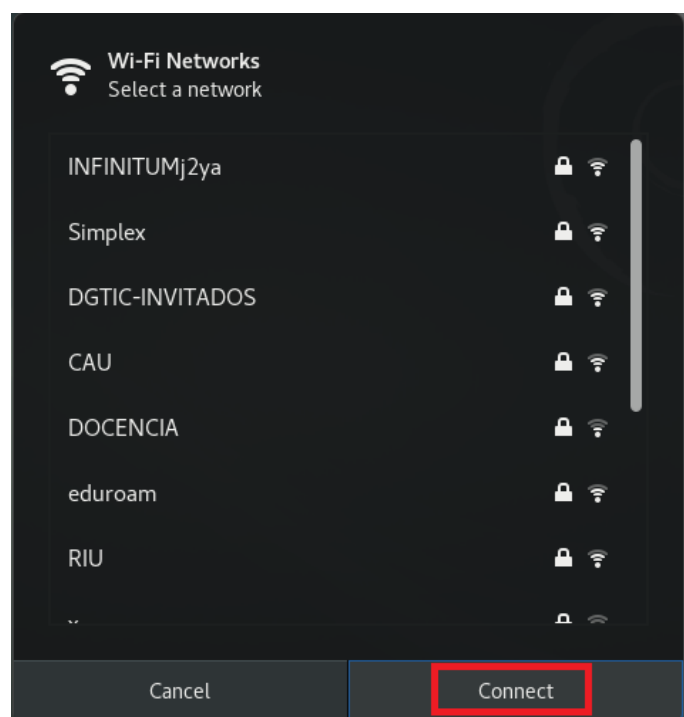 Wi-Fi Networks
Select a network
INFINITUMj2ya
Simplex
DGTIC-INVITADOS
CAU
DOCENCIA
eduroam
RIU
Cancel
Connect